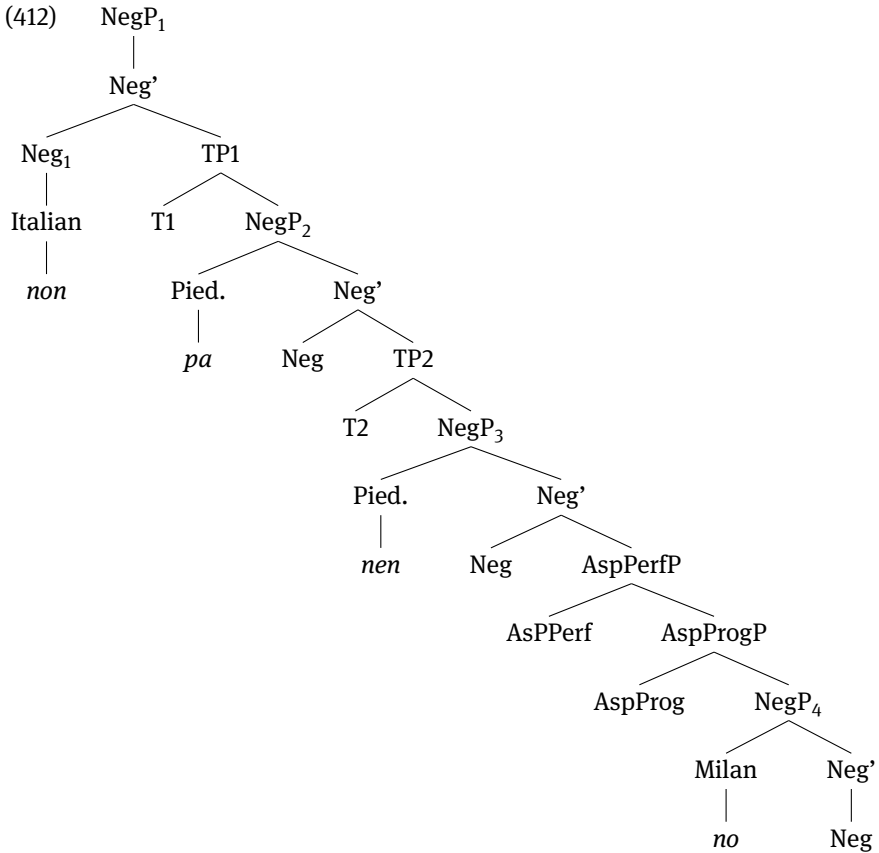 (412) NegP₁
Neg’
Neg₁ TP1
Italian T1 NegP₂
non Pied. Neg’
pa Neg TP2
T2 NegP₃
Pied. Neg’
nen Neg AspPerfP
AsPPerf AspProgP
AspProg NegP₄
Milan Neg’
no Neg